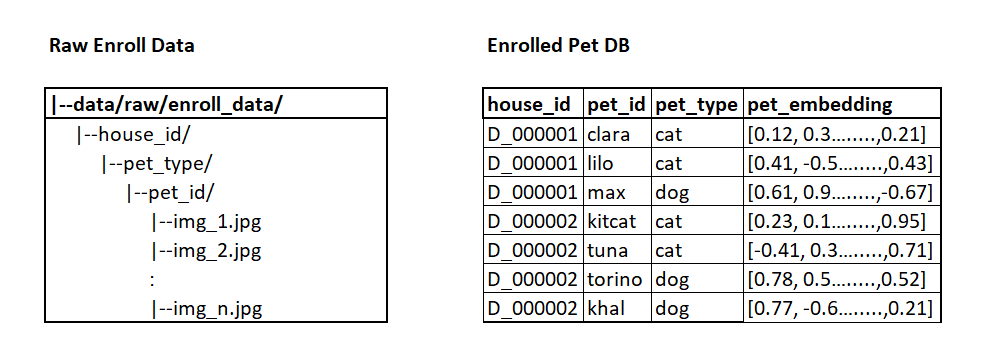 Raw Enroll Data
|--data/raw/enroll_data/
|--house_id/
|--pet_type/
|--pet_id/
|--img_1.jpg
|--img_2.jpg
:
|--img_n.jpg
Enrolled Pet DB
house_id pet_id pet_type pet_embedding
D_000001 clara cat [0.12, 0.3........,0.21]
D_000001 lilo cat [0.41, -0.5........,0.43]
D_000001 max dog [0.61, 0.9........,-0.67]
D_000002 kitcat cat [0.23, 0.1........,0.95]
D_000002 tuna cat [-0.41, 0.3........,0.71]
D_000002 torino dog [0.78, 0.5........,0.52]
D_000002 khal dog [0.77, -0.6........,0.21]